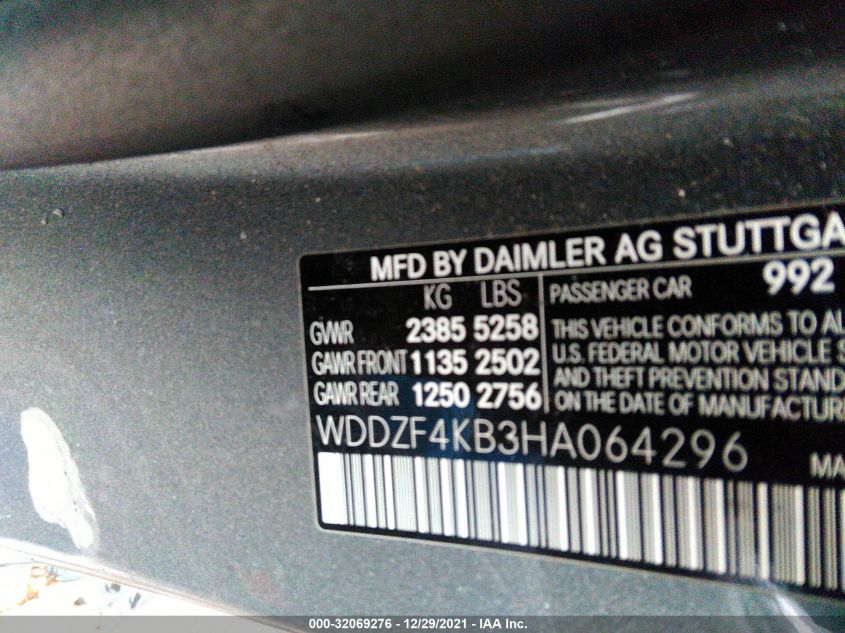 MFD BY DAIMLER AG STUTTGA
KG LBS
GVWR 2385 5258
GAWR FRONT 1135 2502
GAWR REAR 1250 2756
PASSENGER CAR 992
THIS VEHICLE CONFORMS TO AL
U.S. FEDERAL MOTOR VEHICLE S
AND THEFT PREVENTION STAND
ON THE DATE OF MANUFACTUR
WDDZF4KB3HA064296
MA
000-32069276 - 12/29/2021 - IAA Inc.